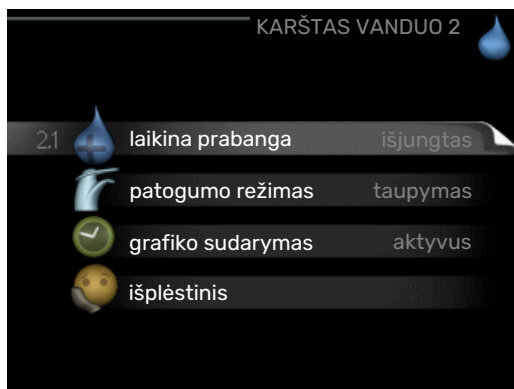 KARŠTAS VANDUO 2
2.1 laikina prabanga išjungtas
patogumo režimas taupymas
grafiko sudarymas aktyvus
išplėstinis